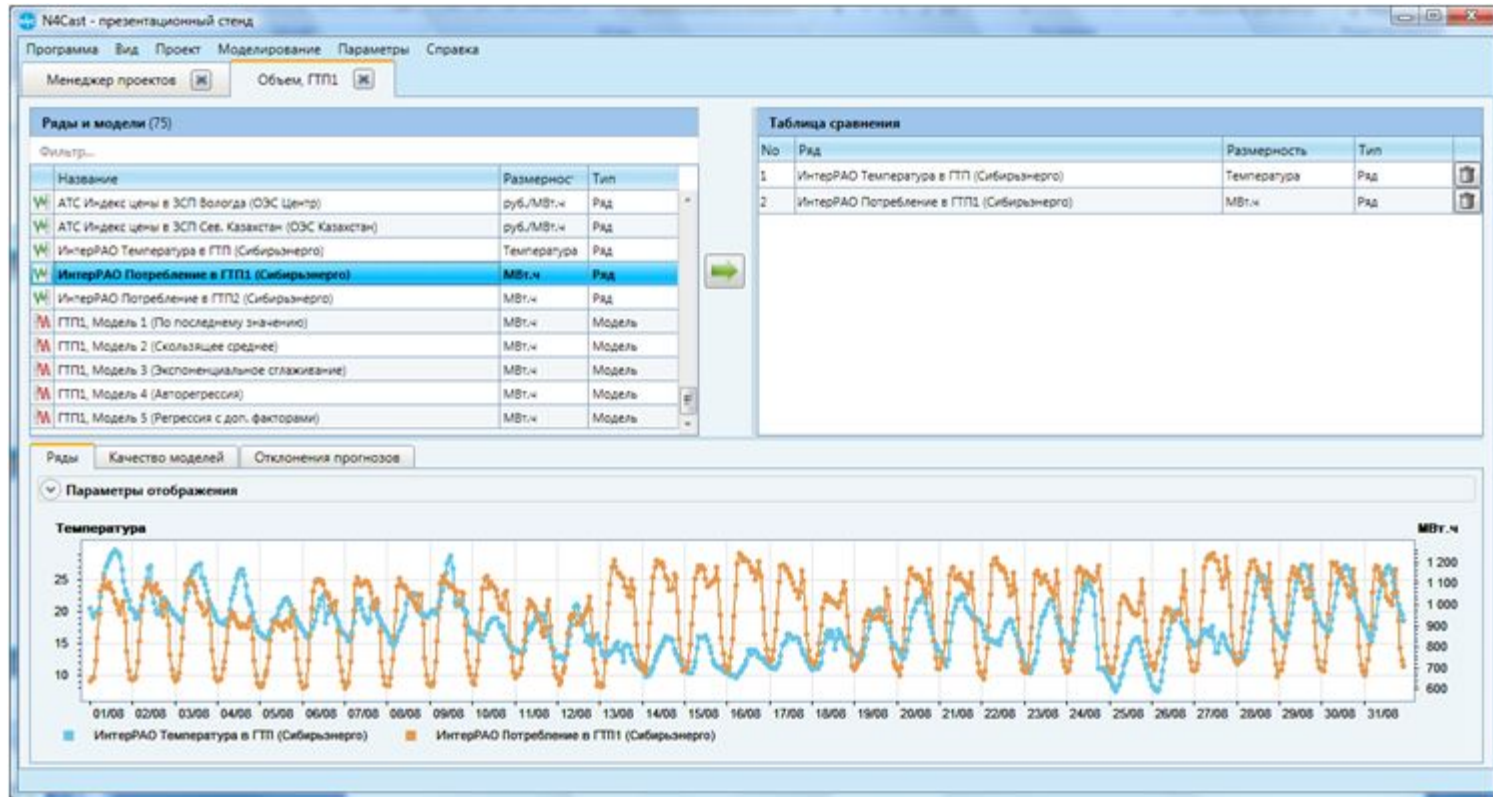 N4Cast - презентационный стенд
Программа Вид Проект Моделирование Параметры Справка
Менеджер проектов Объем, ГТП1
Ряды и модели (75)
Фильтр...
Название Размернос Тип
АТС Индекс цены в ЗСП Вологда (ОЭС Центр) руб./МВт.ч Ряд
АТС Индекс цены в ЗСП Сев. Казахстан (ОЭС Казахстан) руб./МВт.ч Ряд
ИнтерРАО Температура в ГТП (Сибирьэнерго) Температура Ряд
ИнтерРАО Потребление в ГТП1 (Сибирьэнерго) МВт.ч Ряд
ИнтерРАО Потребление в ГТП2 (Сибирьэнерго) МВт.ч Ряд
ГТП1, Модель 1 (По последнему значению) МВт.ч Модель
ГТП1, Модель 2 (Скользящее среднее) МВт.ч Модель
ГТП1, Модель 3 (Экспоненциальное сглаживание) МВт.ч Модель
ГТП1, Модель 4 (Авторегрессия) МВт.ч Модель
ГТП1, Модель 5 (Регрессия с доп. факторами) МВт.ч Модель
Таблица сравнения
No Ряд Размерность Тип
1 ИнтерРАО Температура в ГТП (Сибирьэнерго) Температура Ряд
2 ИнтерРАО Потребление в ГТП1 (Сибирьэнерго) МВт.ч Ряд
Ряды Качество моделей Отклонения прогнозов
Параметры отображения
Температура МВт.ч
25
20
15
10
1 200
1 100
1 000
900
800
700
600
01/08 02/08 03/08 04/08 05/08 06/08 07/08 08/08 09/08 10/08 11/08 12/08 13/08 14/08 15/08 16/08 17/08 18/08 19/08 20/08 21/08 22/08 23/08 24/08 25/08 26/08 27/08 28/08 29/08 30/08 31/08
ИнтерРАО Температура в ГТП (Сибирьэнерго) ИнтерРАО Потребление в ГТП1 (Сибирьэнерго)